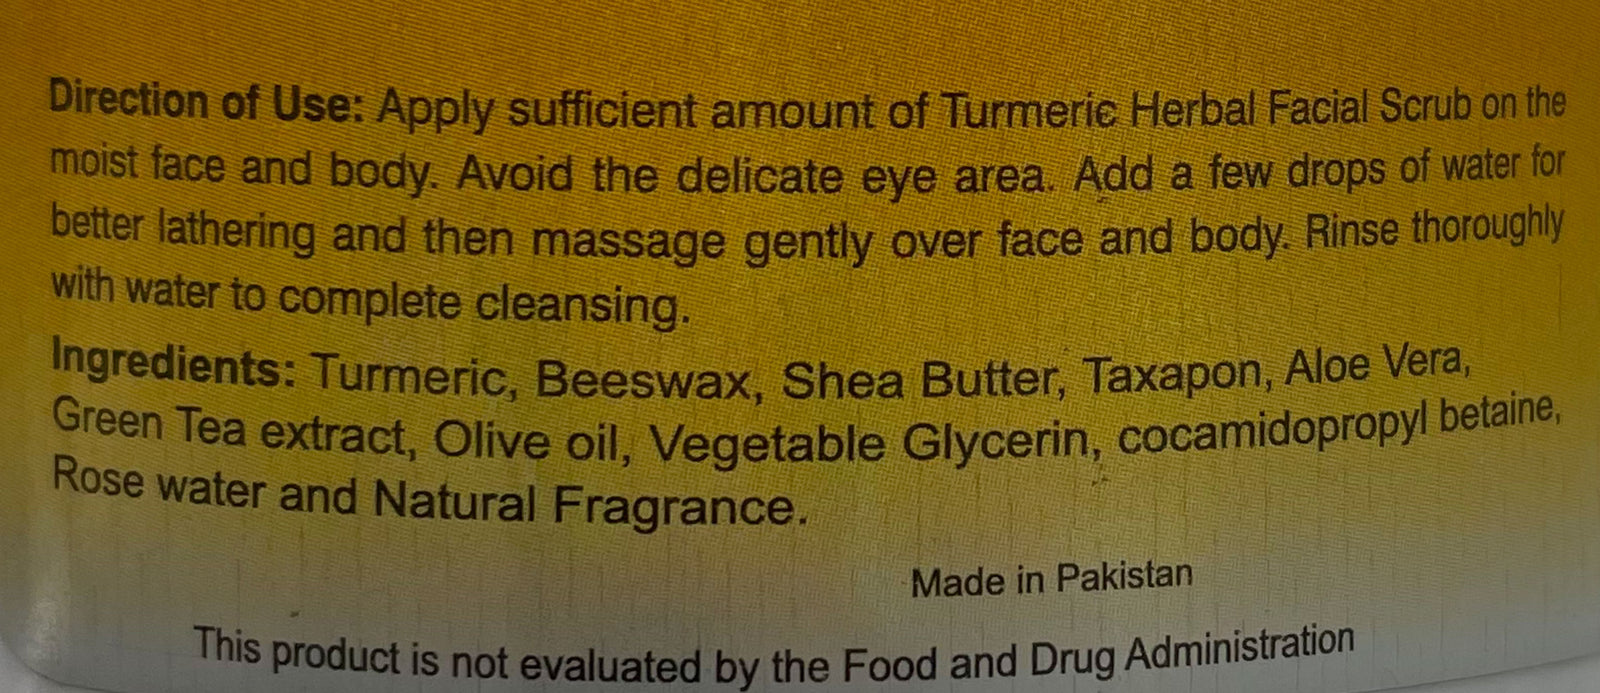 Direction of Use: Apply sufficient amount of Turmeric Herbal Facial Scrub on the
moist face and body. Avoid the delicate eye area. Add a few drops of water for
better lathering and then massage gently over face and body. Rinse thoroughly
with water to complete cleansing.
Ingredients: Turmeric, Beeswax, Shea Butter, Taxapon, Aloe Vera,
Green Tea extract, Olive oil, Vegetable Glycerin, cocamidopropyl betaine,
Rose water and Natural Fragrance.
Made in Pakistan
This product is not evaluated by the Food and Drug Administration